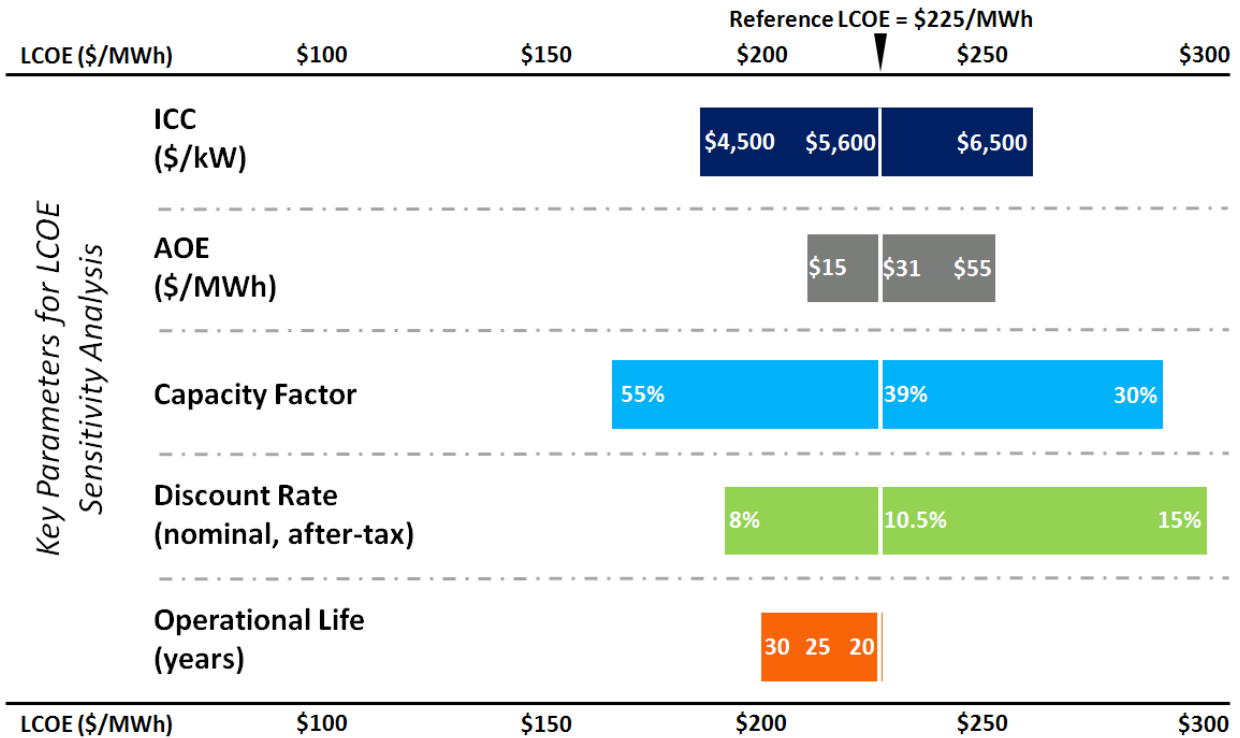 Reference LCOE = $225/MWh
LCOE ($/MWh) $100 $150 $200 $250 $300
Key Parameters for LCOE
Sensitivity Analysis
ICC
($/kW)
$4,500 $5,600 $6,500
AOE
($/MWh)
$15 $31 $55
Capacity Factor
55% 39% 30%
Discount Rate
(nominal, after-tax)
8% 10.5% 15%
Operational Life
(years)
30 25 20
LCOE ($/MWh) $100 $150 $200 $250 $300